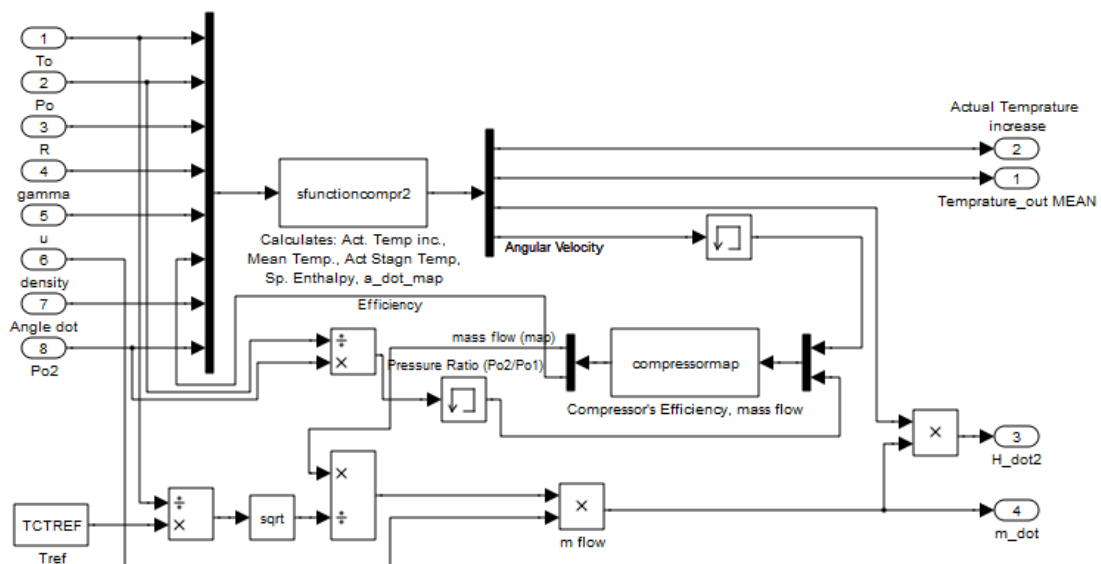 1
To
2
Po
3
R
4
gamma
5
u
6
density
7
Angle dot
8
Po2
sfunctioncompr2
Calculates: Act. Temp inc.,
Mean Temp., Act Stagn Temp,
Sp. Enthalpy, a_dot_map
Efficiency
Angular Velocity
Actual Temprature
increase
2
1
Temprature_out MEAN
÷
×
mass flow (map)
Pressure Ratio (Po2/Po1)
compressormap
Compressor's Efficiency, mass flow
×
3
H_dot2
TCTREF
Tref
÷
×
sqrt
×
÷
×
m flow
4
m_dot